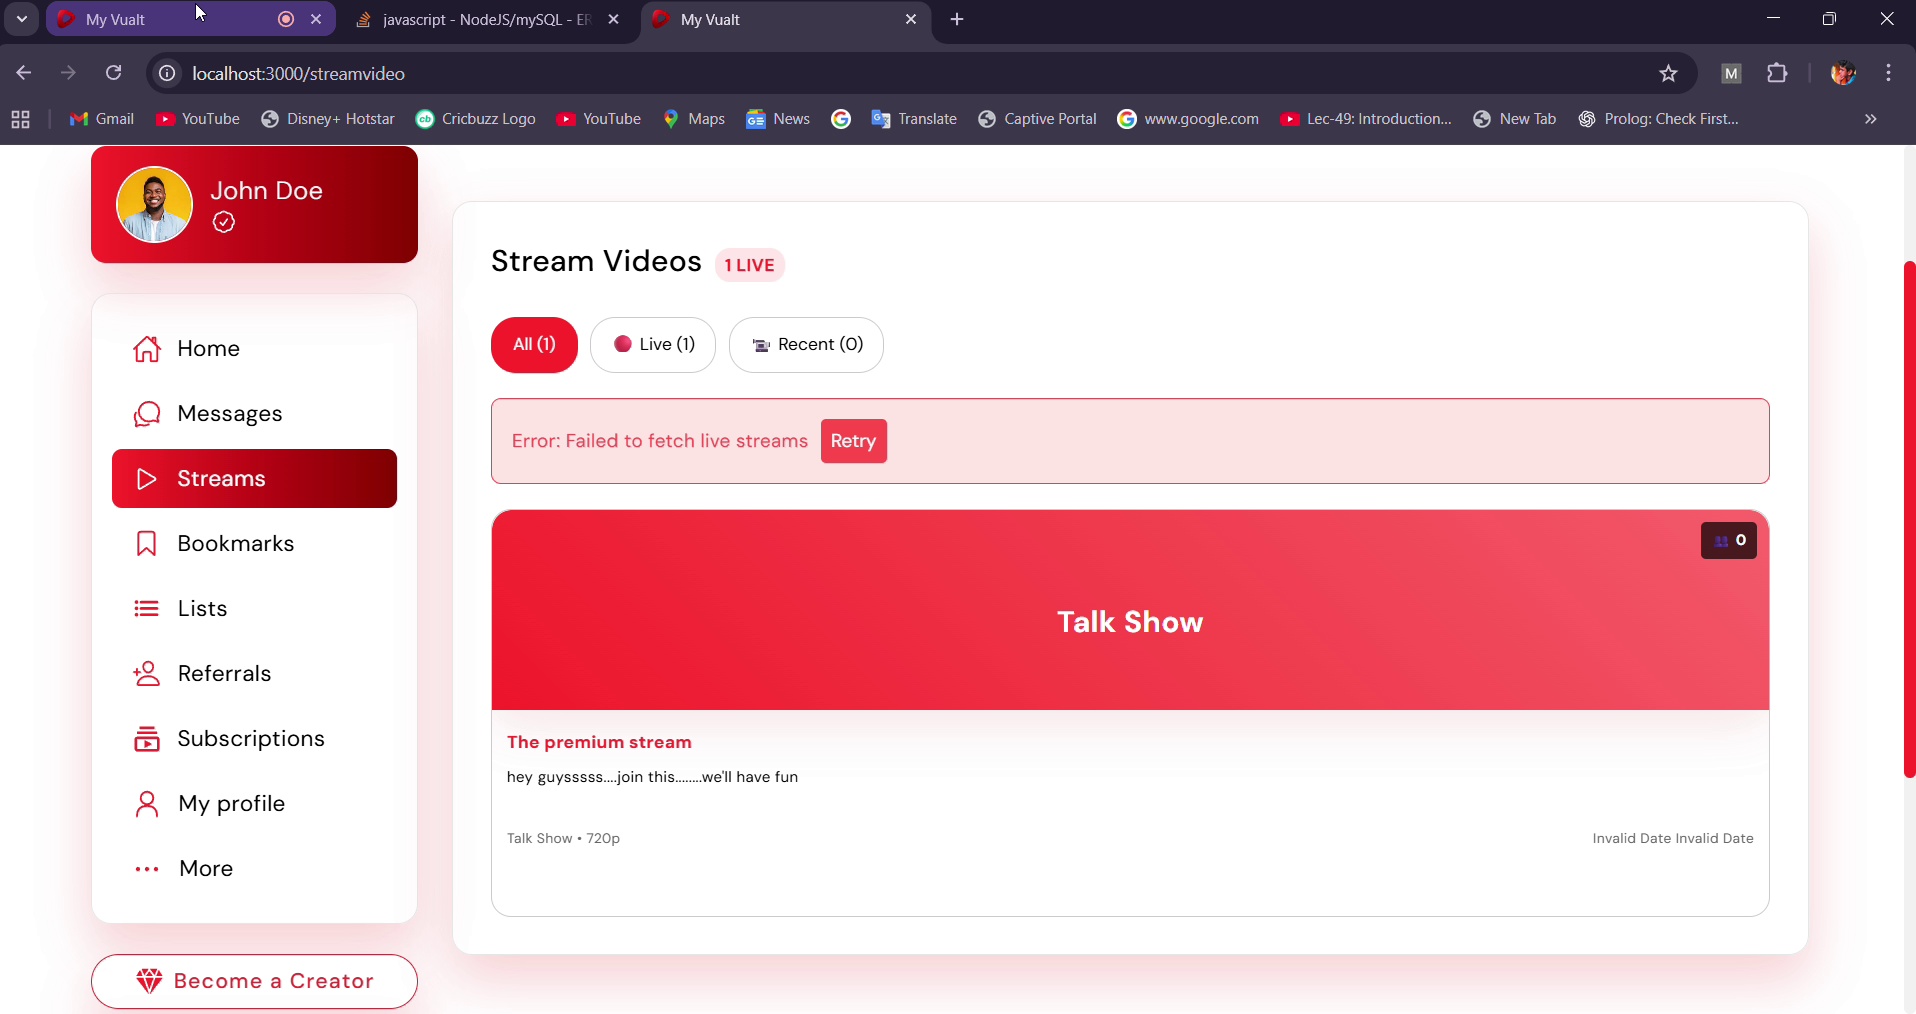 My Vualt
javascript - NodeJS/mySQL - ER
My Vualt
localhost:3000/streamvideo
M
Gmail
YouTube
Disney+ Hotstar
cb
Cricbuzz Logo
YouTube
Maps
News
Translate
Captive Portal
www.google.com
Lec-49: Introduction...
New Tab
Prolog: Check First...
John Doe
Stream Videos
1 LIVE
All (1)
Live (1)
Recent (0)
Home
Messages
Streams
Bookmarks
Lists
Referrals
Subscriptions
My profile
More
Become a Creator
Error: Failed to fetch live streams
Retry
0
Talk Show
The premium stream
hey guysssss....join this........we'll have fun
Talk Show • 720p
Invalid Date Invalid Date